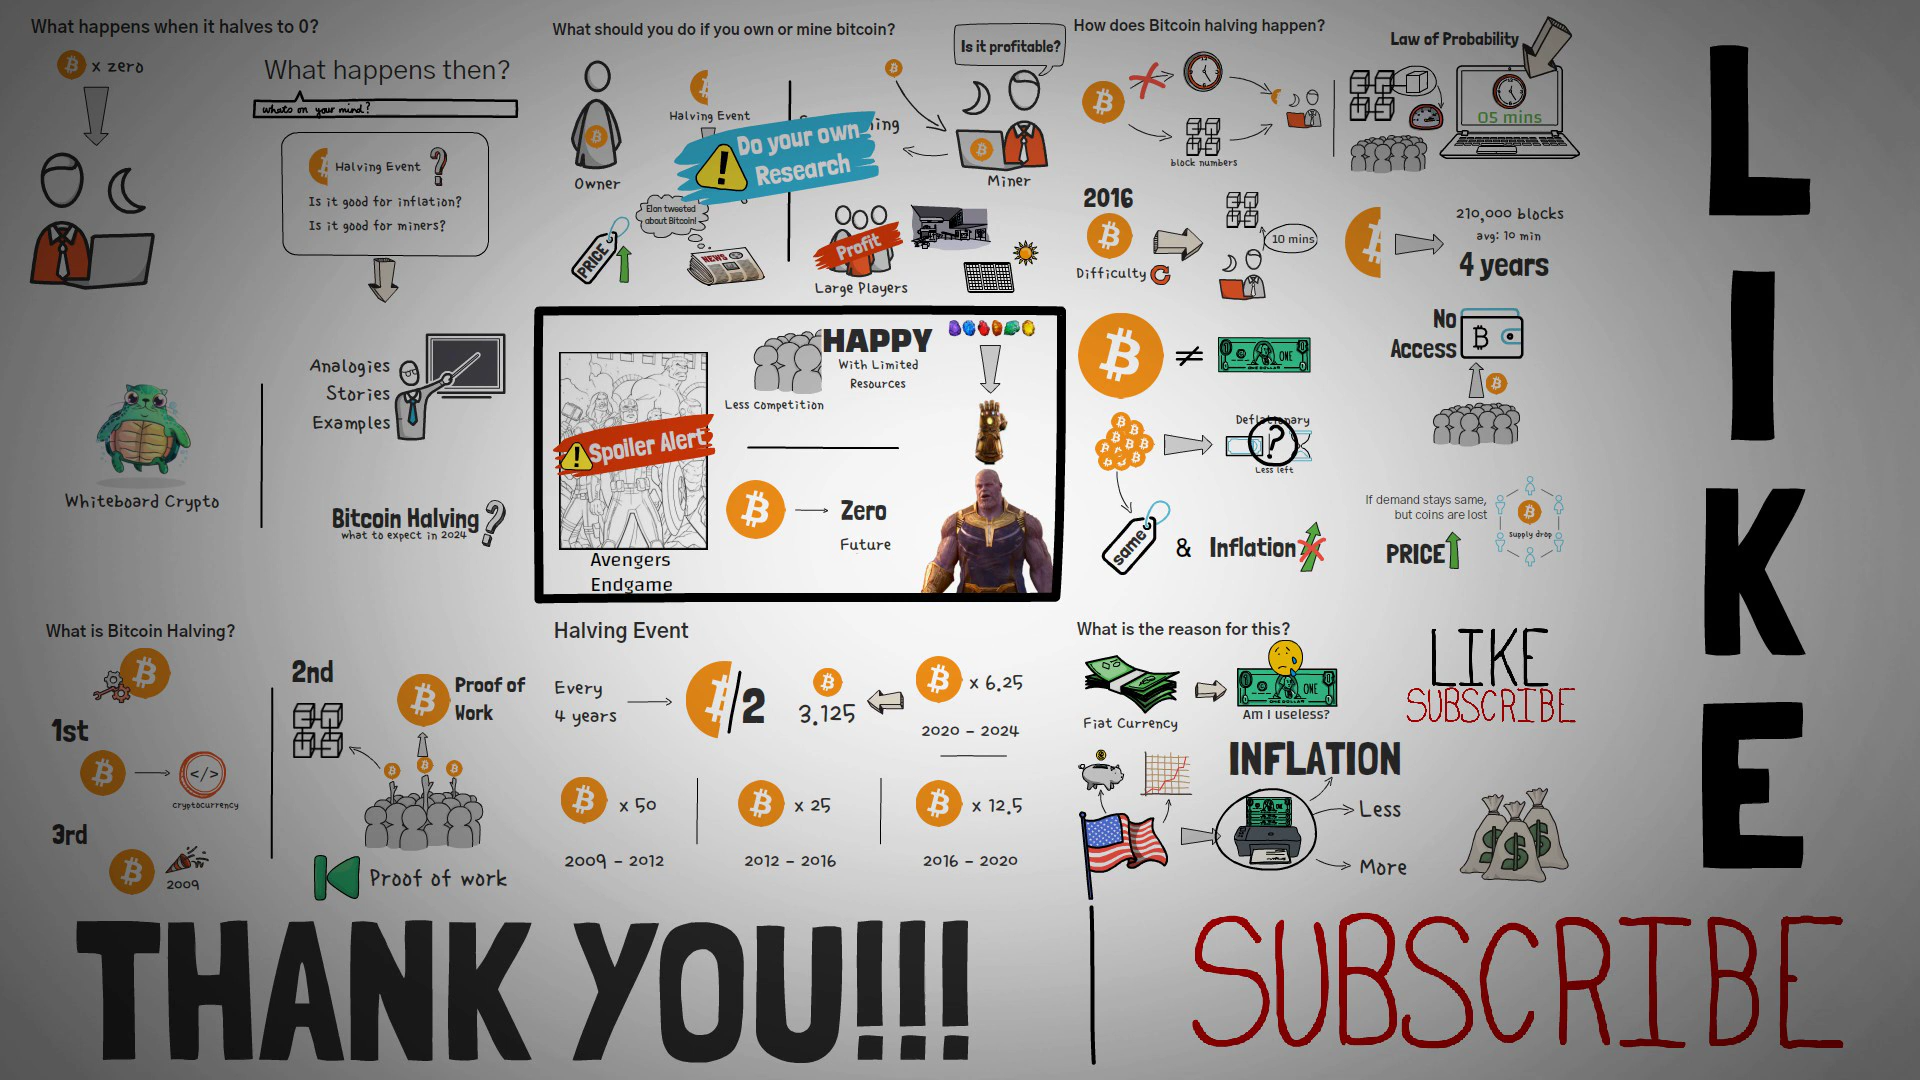 What happens when it halves to 0?
x zero
What happens then?
whats on your mind?
Halving Event ?
Is it good for inflation?
Is it good for miners?
Analogies
Stories
Examples
Whiteboard Crypto
Bitcoin Halving ?
what to expect in 2024
What should you do if you own or mine bitcoin?
Is it profitable?
Halving Event
Owner
ing
Do your own
Research
Miner
Elon tweeted
about Bitcoin!
PRICE
NEWS
Profit
Large Players
HAPPY
With Limited
Resources
Less Competition
Spoiler Alert
Zero
Future
Avengers
Endgame
How does Bitcoin halving happen?
Law of Probability
05 mins
block numbers
2016
Difficulty
10 mins
210,000 blocks
avg: 10 min
4 years
≠
ONE
No
Access
Deflationary
?
Less left
same
& Inflation
If demand stays same,
but coins are lost
supply drop
PRICE
What is Bitcoin Halving?
1st
</>
cryptocurrency
3rd
2009
2nd
Proof of
Work
Proof of work
Halving Event
Every
4 years
/2
3.125
x 6.25
2020 - 2024
x 50
2009 - 2012
x 25
2012 - 2016
x 12.5
2016 - 2020
What is the reason for this?
Fiat Currency
ONE
Am I useless?
INFLATION
Less
More
LIKE
SUBSCRIBE
$ $ $
LIKE
THANK YOU!!!
SUBSCRIBE